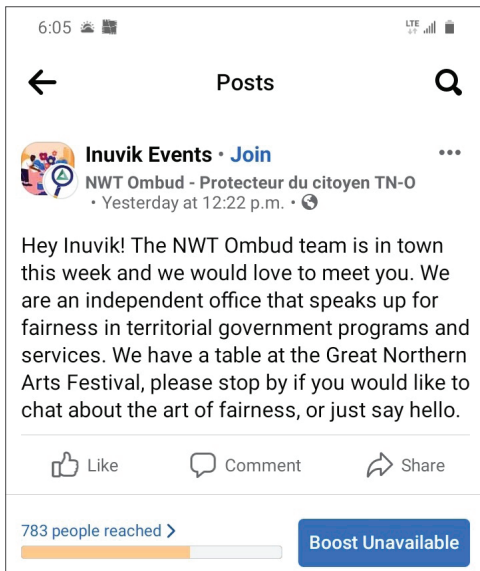 6:05
LTE
Posts
Inuvik Events · Join
NWT Ombud - Protecteur du citoyen TN-O
· Yesterday at 12:22 p.m. ·
Hey Inuvik! The NWT Ombud team is in town
this week and we would love to meet you. We
are an independent office that speaks up for
fairness in territorial government programs and
services. We have a table at the Great Northern
Arts Festival, please stop by if you would like to
chat about the art of fairness, or just say hello.
Like Comment Share
783 people reached >
Boost Unavailable